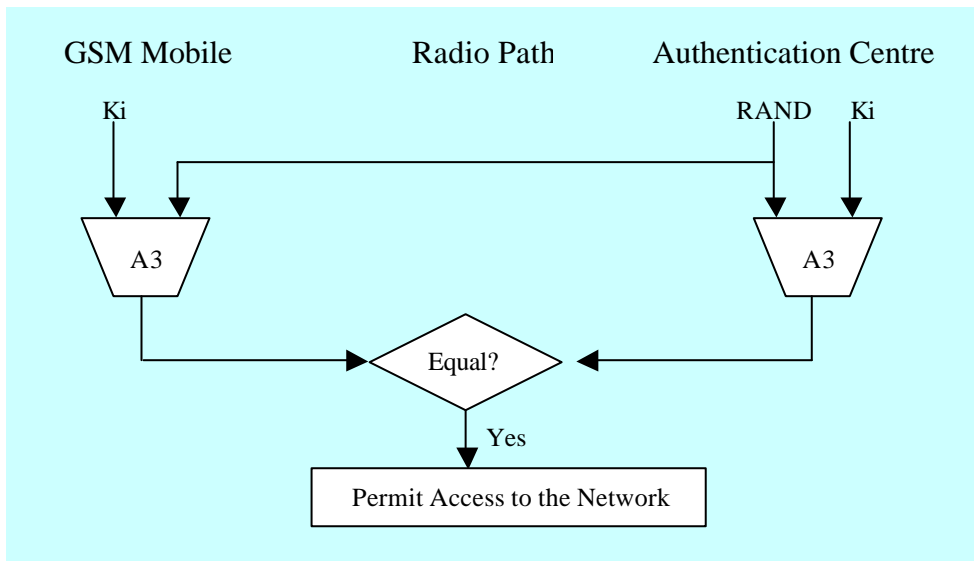 GSM Mobile Radio Path Authentication Centre
Ki RAND Ki
A3 A3
Equal?
Yes
Permit Access to the Network